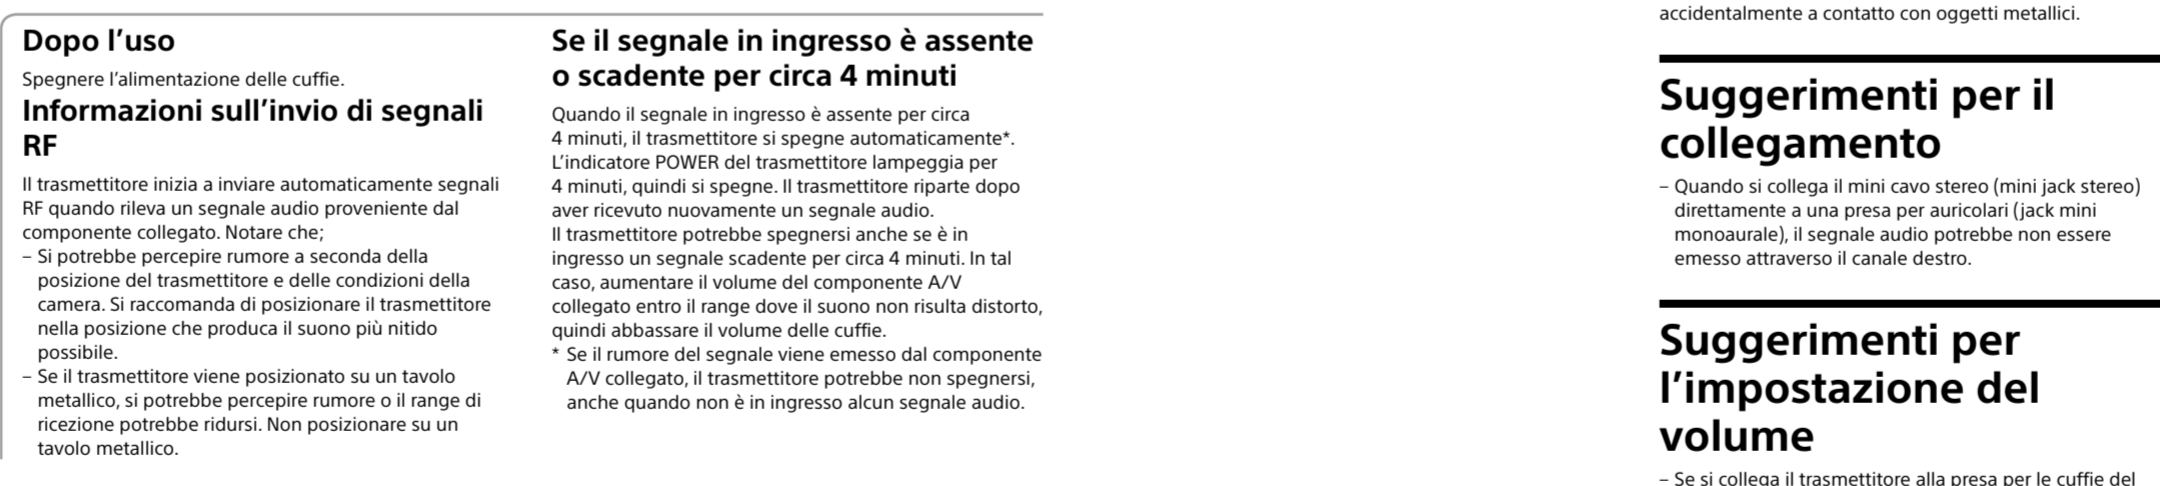 Dopo l’uso
Spegnere l’alimentazione delle cuffie.
Informazioni sull’invio di segnali
RF
Il trasmettitore inizia a inviare automaticamente segnali
RF quando rileva un segnale audio proveniente dal
componente collegato. Notare che;
– Si potrebbe percepire rumore a seconda della
posizione del trasmettitore e delle condizioni della
camera. Si raccomanda di posizionare il trasmettitore
nella posizione che produca il suono più nitido
possibile.
– Se il trasmettitore viene posizionato su un tavolo
metallico, si potrebbe percepire rumore o il range di
ricezione potrebbe ridursi. Non posizionare su un
tavolo metallico.
Se il segnale in ingresso è assente
o scadente per circa 4 minuti
Quando il segnale in ingresso è assente per circa
4 minuti, il trasmettitore si spegne automaticamente*.
L’indicatore POWER del trasmettitore lampeggia per
4 minuti, quindi si spegne. Il trasmettitore riparte dopo
aver ricevuto nuovamente un segnale audio.
Il trasmettitore potrebbe spegnersi anche se è in
ingresso un segnale scadente per circa 4 minuti. In tal
caso, aumentare il volume del componente A/V
collegato entro il range dove il suono non risulta distorto,
quindi abbassare il volume delle cuffie.
* Se il rumore del segnale viene emesso dal componente
A/V collegato, il trasmettitore potrebbe non spegnersi,
anche quando non è in ingresso alcun segnale audio.
accidentalmente a contatto con oggetti metallici.
Suggerimenti per il
collegamento
– Quando si collega il mini cavo stereo (mini jack stereo)
direttamente a una presa per auricolari (jack mini
monoaurale), il segnale audio potrebbe non essere
emesso attraverso il canale destro.
Suggerimenti per
l’impostazione del
volume
– Se si collega il trasmettitore alla presa per le cuffie del